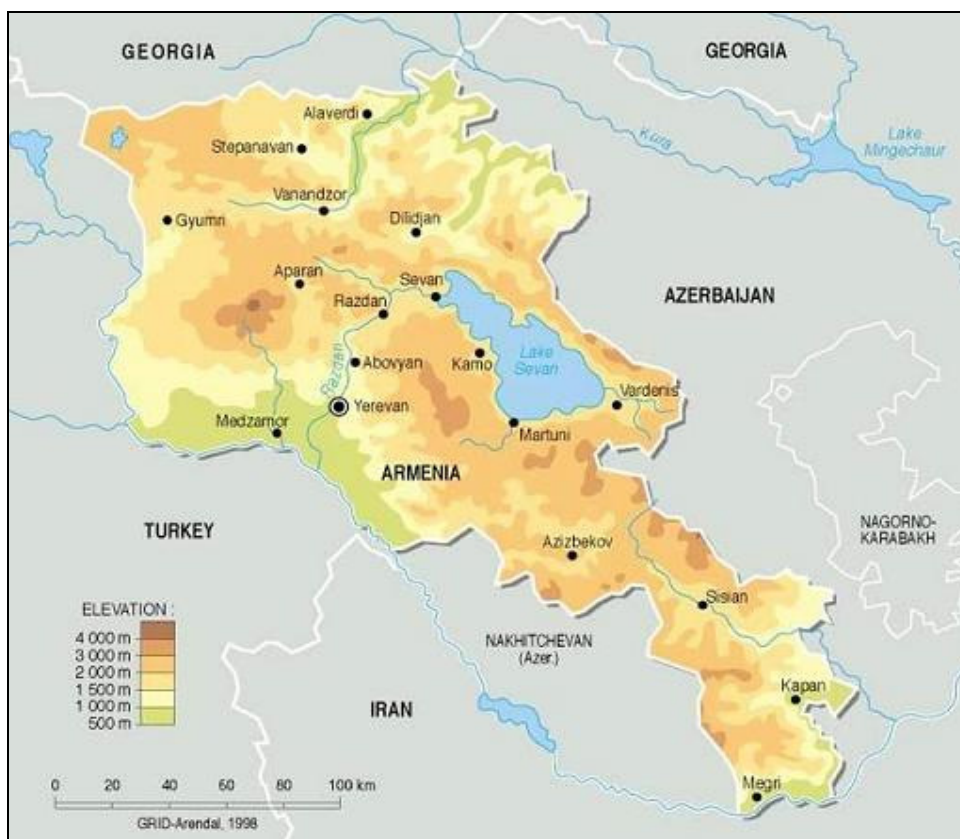 GEORGIA
GEORGIA
Alaverdi
Stepanavan
Kura
Lake
Mingechaur
Vanandzor
Gyumri
Dilidjan
Aparan
Sevan
AZERBAIJAN
Razdan
Lake
Sevan
Razdan
Abovyan
Kamo
Vardenis
Yerevan
Medzamor
Martuni
ARMENIA
TURKEY
NAGORNO-
KARABAKH
Azizbekov
Sisian
ELEVATION :
4 000 m
3 000 m
2 000 m
1 500 m
1 000 m
500 m
NAKHITCHEVAN
(Azer.)
Kapan
IRAN
Megri
0 20 40 60 80 100 km
GRID-Arendal, 1998